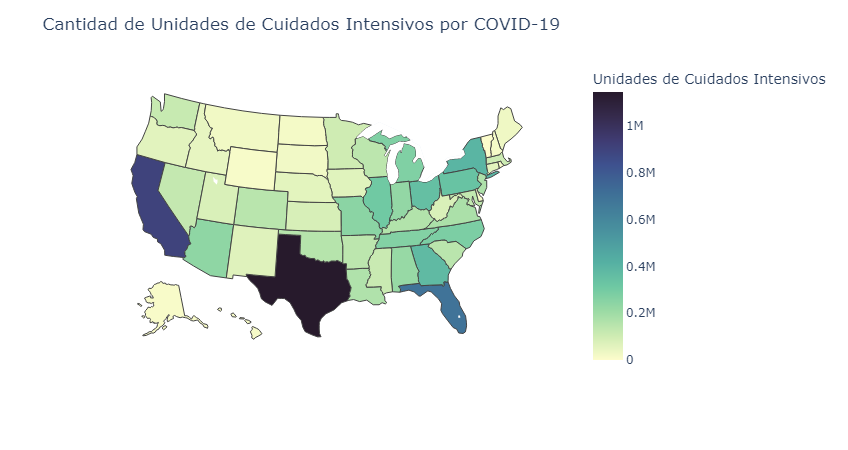 Cantidad de Unidades de Cuidados Intensivos por COVID-19
Unidades de Cuidados Intensivos
1M
0.8M
0.6M
0.4M
0.2M
0